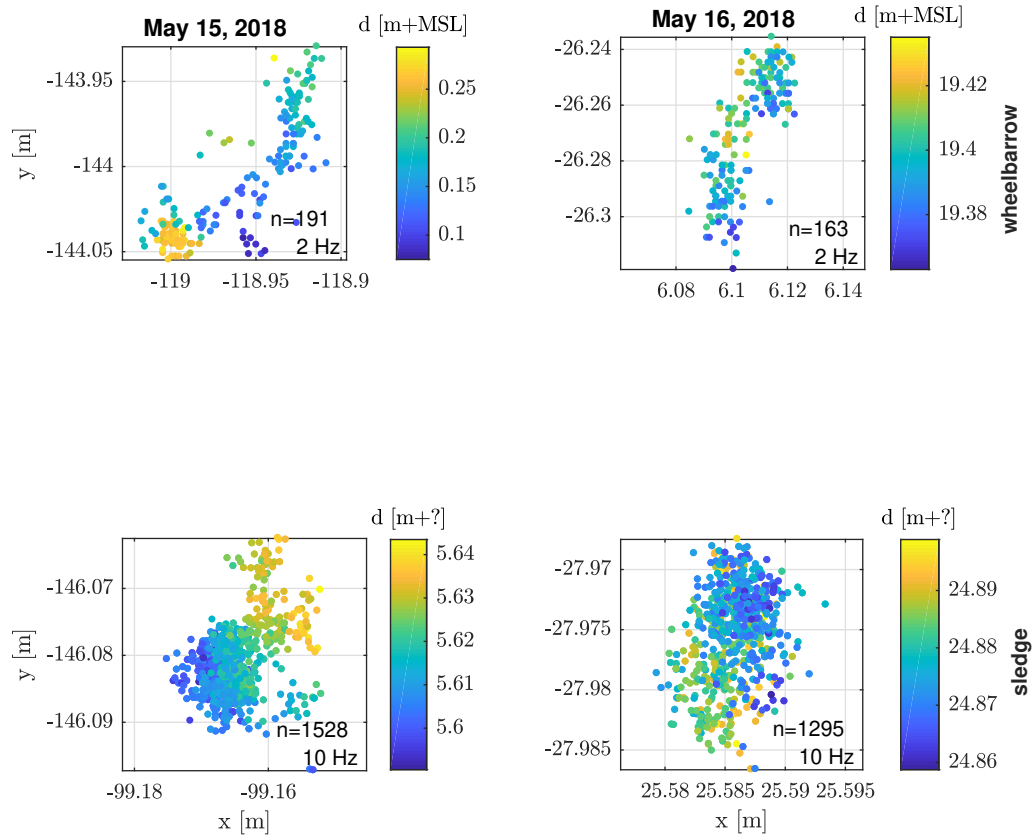 May 15, 2018
d [m+MSL]
y [m]
-143.95
-144
-144.05
-119
-118.95
-118.9
n=191
2 Hz
0.25
0.2
0.15
0.1
May 16, 2018
d [m+MSL]
-26.24
-26.26
-26.28
-26.3
6.08
6.1
6.12
6.14
n=163
2 Hz
19.42
19.4
19.38
wheelbarrow
d [m+?]
y [m]
-146.07
-146.08
-146.09
-99.18
-99.16
x [m]
n=1528
10 Hz
5.64
5.63
5.62
5.61
5.6
d [m+?]
-27.97
-27.975
-27.98
-27.985
25.58
25.585
25.59
25.595
x [m]
n=1295
10 Hz
24.89
24.88
24.87
24.86
sledge